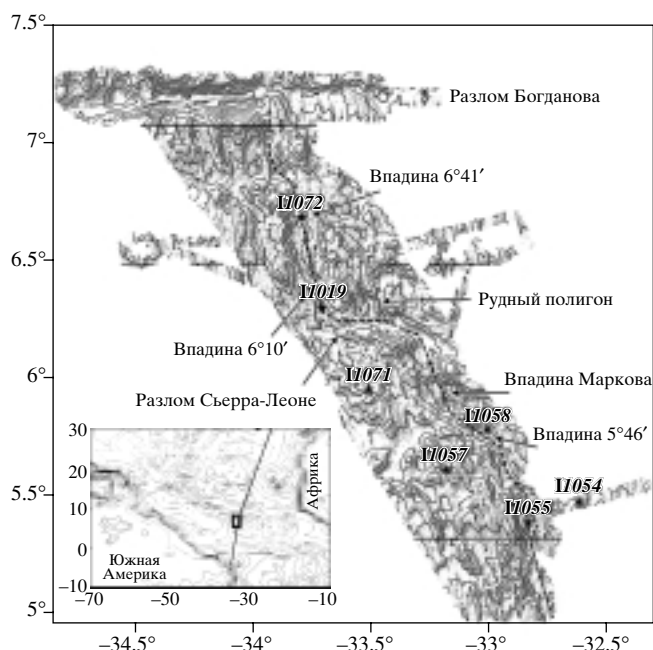 7.5°
Разлом Богданова
7°
Впадина 6°41′
I1072
6.5°
I1019
Рудный полигон
Впадина 6°10′
6°
I1071
Впадина Маркова
Разлом Сьерра-Леоне
I1058
Впадина 5°46′
I1057
I1054
5.5°
I1055
30
20
10
0
–10
Африка
Южная
Америка
–70
–50
–30
–10
5°
–34.5°
–34°
–33.5°
–33°
–32.5°